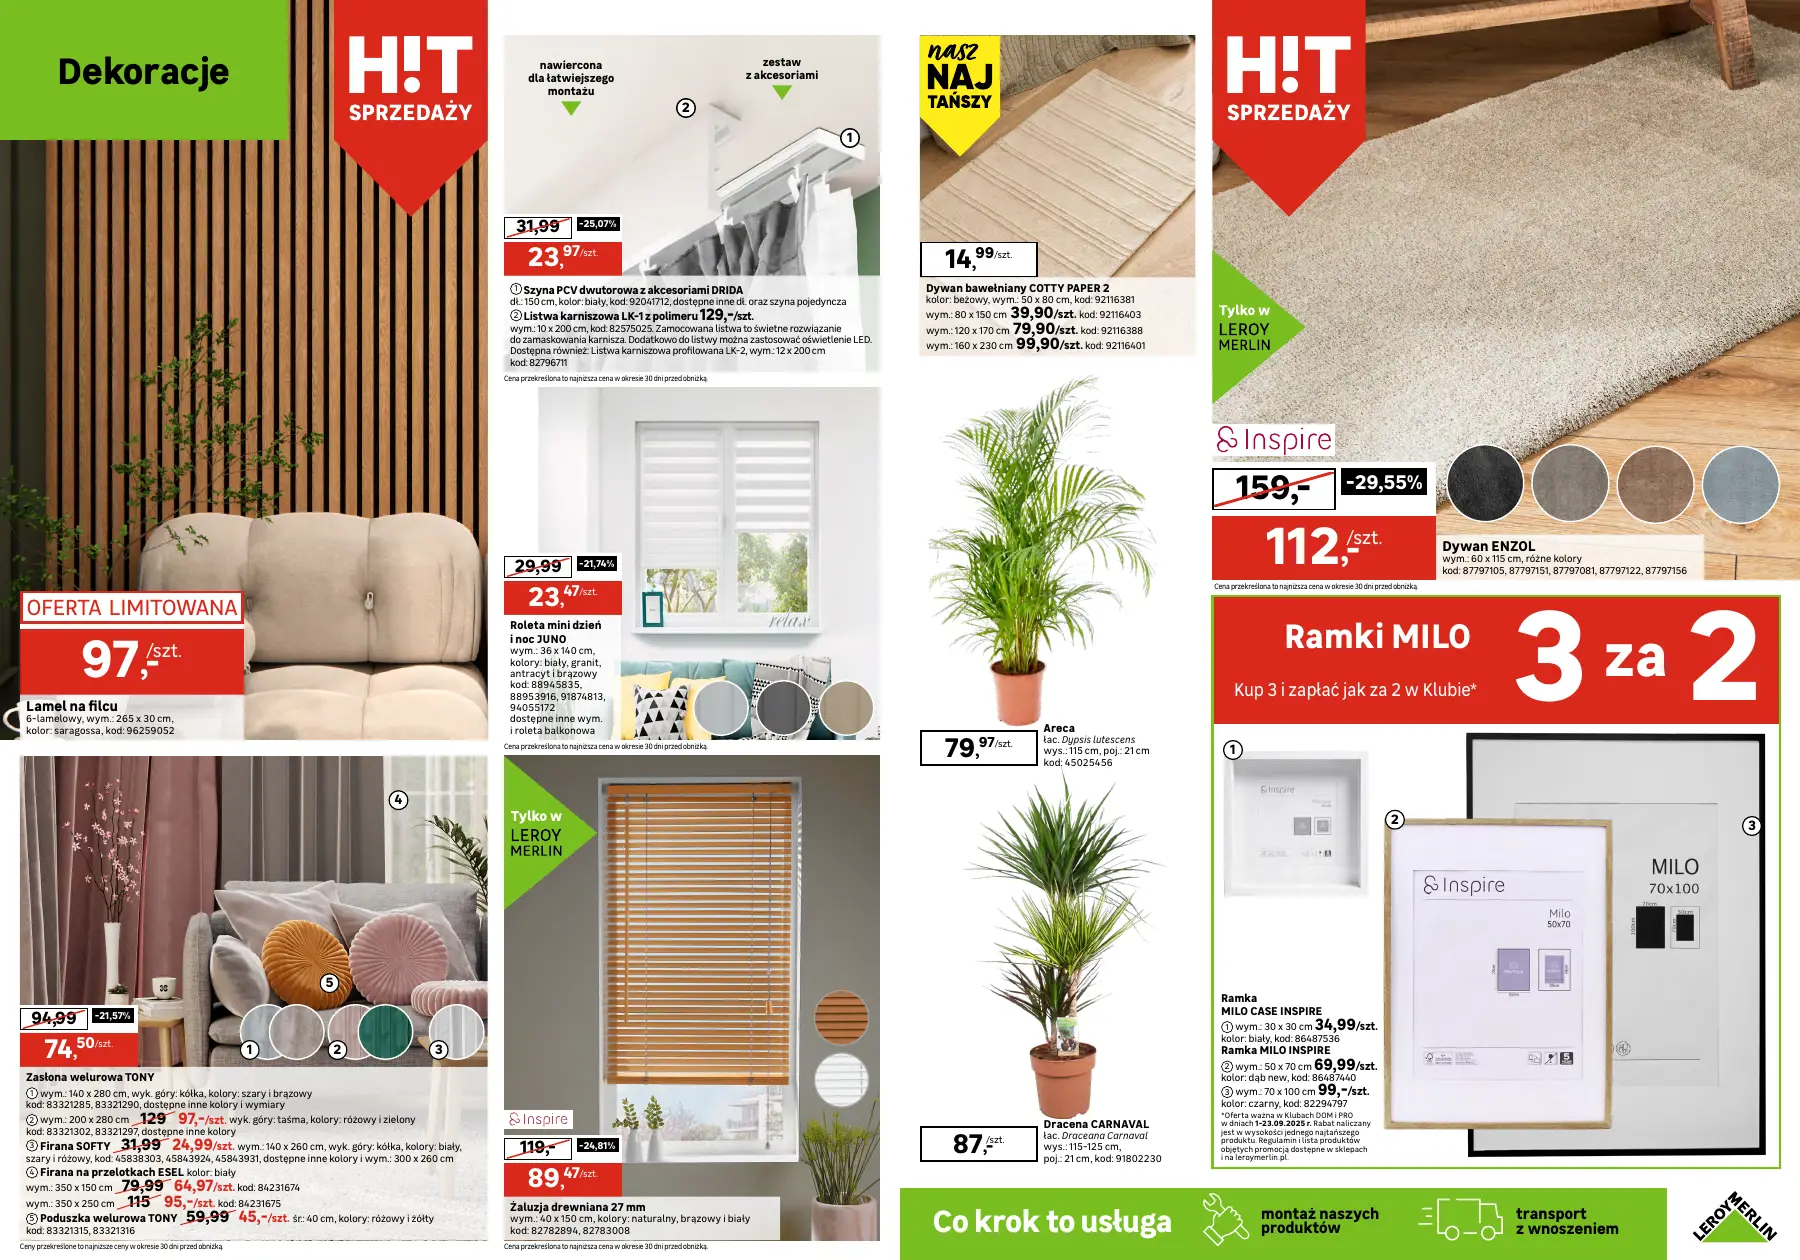 Dekoracje
H!T
SPRZEDAŻY
OFERTA LIMITOWANA
97,-/szt.
Lamel na filcu
6-lamelowy, wym.: 265 x 30 cm,
kolor: saragossa, kod: 96259052
nawiercona
dla łatwiejszego
montażu
zestaw
z akcesoriami
2
1
31,99
-25,07%
23,97/szt.
1 Szyna PCV dwutorowa z akcesoriami DRIDA
dł.: 150 cm, kolor: biały, kod: 92041712, dostępne inne dł. oraz szyna pojedyncza
2 Listwa karniszowa LK-1 z polimeru 129,-/szt.
wym.: 10 x 200 cm, kod: 82575025. Zamocowana listwa to świetne rozwiązanie
do zamaskowania karnisza. Dodatkowo do listwy można zastosować oświetlenie LED.
Dostępna również: Listwa karniszowa profilowana LK-2, wym.: 12 x 200 cm
kod: 82796711
Cena przekreślona to najniższa cena w okresie 30 dni przed obniżką.
29,99
-21,74%
23,47/szt.
Roleta mini dzień
i noc JUNO
wym.: 36 x 140 cm,
kolory: biały, granit,
antracyt i brązowy
kod: 88945835,
88953916, 91874813,
94055172
dostępne inne wym.
i roleta balkonowa
relax
Cena przekreślona to najniższa cena w okresie 30 dni przed obniżką.
4
5
1
2
3
94,99
-21,57%
74,50/szt.
Zasłona welurowa TONY
1 wym.: 140 x 280 cm, wyk. góry: kółka, kolory: szary i brązowy
kod: 83321285, 83321290, dostępne inne kolory i wymiary
2 wym.: 200 x 280 cm 129 97,-/szt. wyk. góry: taśma, kolory: różowy i zielony
kod: 83321302, 83321297, dostępne inne kolory
3 Firana SOFTY 31,99 24,99/szt. wym.: 140 x 260 cm, wyk. góry: kółka, kolory: biały,
szary i różowy, kod: 45838303, 45843924, 45843931, dostępne inne kolory i wym.: 300 x 260 cm
4 Firana na przelotkach ESEL kolor: biały
wym.: 350 x 150 cm 79,99 64,97/szt. kod: 84231674
wym.: 350 x 250 cm 115 95,-/szt. kod: 84231675
5 Poduszka welurowa TONY 59,99 45,-/szt. śr.: 40 cm, kolory: różowy i żółty
kod: 83321315, 83321316
Ceny przekreślone to najniższe ceny w okresie 30 dni przed obniżką.
Tylko w
LEROY
MERLIN
Inspire
119,-
-24,81%
89,47/szt.
Żaluzja drewniana 27 mm
wym.: 40 x 150 cm, kolory: naturalny, brązowy i biały
kod: 82782894, 82783008
Cena przekreślona to najniższa cena w okresie 30 dni przed obniżką.
nasz
NAJ
TAŃSZY
14,99/szt.
Dywan bawełniany COTTY PAPER 2
kolor: beżowy, wym.: 50 x 80 cm, kod: 92116381
wym.: 80 x 150 cm 39,90/szt. kod: 92116403
wym.: 120 x 170 cm 79,90/szt. kod: 92116388
wym.: 160 x 230 cm 99,90/szt. kod: 92116401
79,97/szt.
Areca
łac. Dypsis lutescens
wys.: 115 cm, poj.: 21 cm
kod: 45025456
87,-/szt.
Dracena CARNAVAL
łac. Draceana Carnaval
wys.: 115-125 cm,
poj.: 21 cm, kod: 91802230
H!T
SPRZEDAŻY
Tylko w
LEROY
MERLIN
Inspire
159,-
-29,55%
112,-/szt.
Dywan ENZOL
wym.: 60 x 115 cm, różne kolory
kod: 87797105, 87797151, 87797081, 87797122, 87797156
Cena przekreślona to najniższa cena w okresie 30 dni przed obniżką.
Ramki MILO
Kup 3 i zapłać jak za 2 w Klubie*
3 za 2
1
Inspire
2
Inspire
Milo
50x70
3
MILO
70x100
Ramka
MILO CASE INSPIRE
1 wym.: 30 x 30 cm 34,99/szt.
kolor: biały, kod: 86487536
Ramka MILO INSPIRE
2 wym.: 50 x 70 cm 69,99/szt.
kolor: dąb new, kod: 86487440
3 wym.: 70 x 100 cm 99,-/szt.
kolor: czarny, kod: 82294797
*Oferta ważna w Klubach DOM i PRO
w dniach 1-23.09.2025 r. Rabat naliczany
jest w wysokości jednego najtańszego
produktu. Regulamin i lista produktów
objętych promocją dostępne w sklepach
i na leroymerlin.pl.
Co krok to usługa
montaż naszych
produktów
transport
z wnoszeniem
LEROY MERLIN